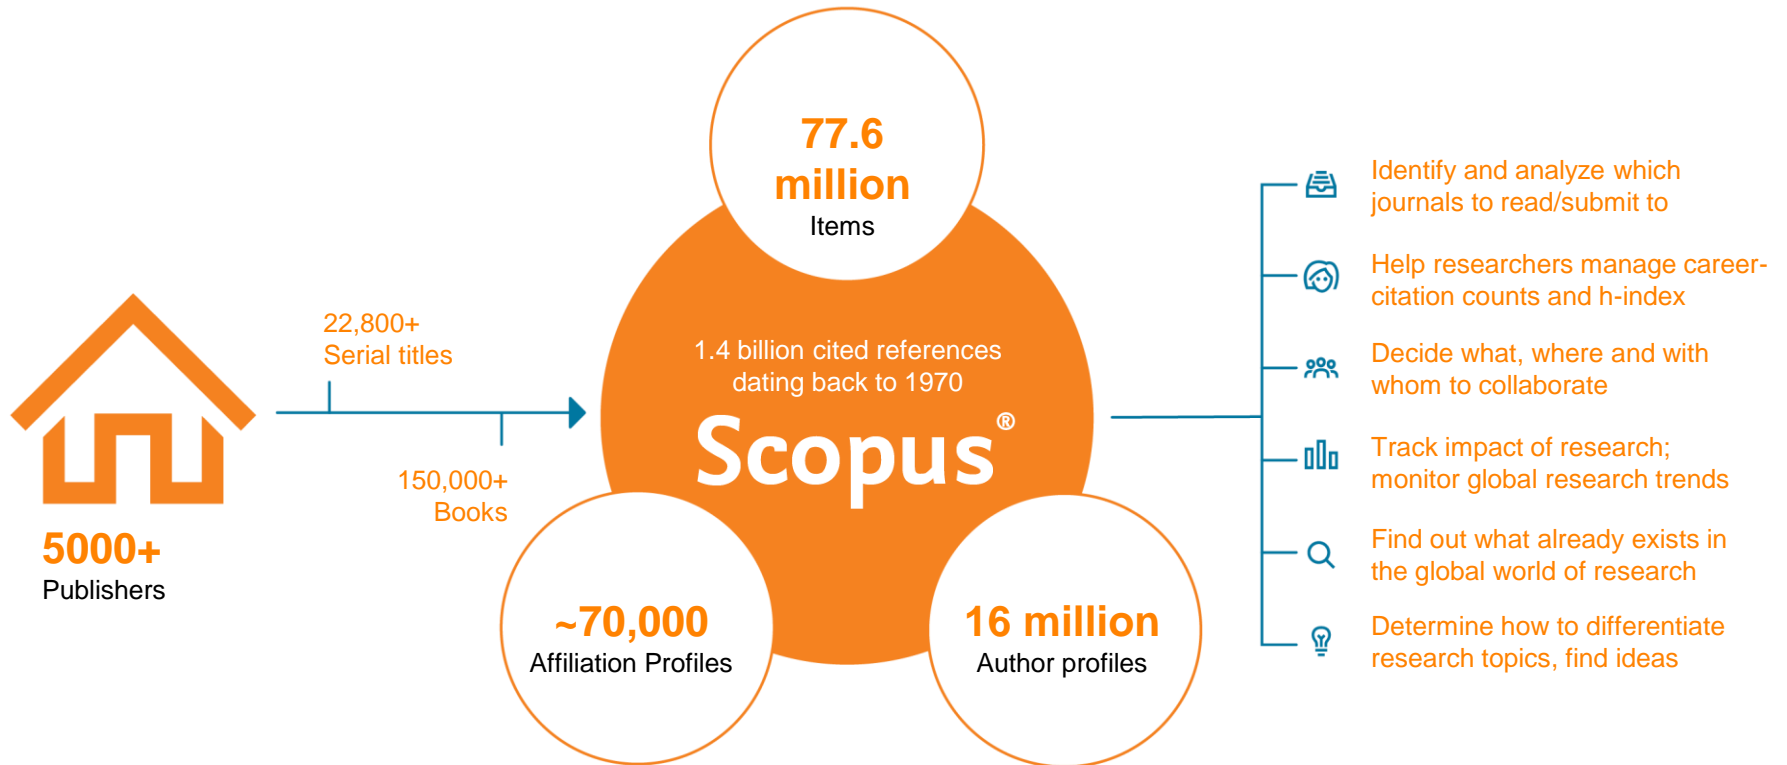 5000+
Publishers
22,800+
Serial titles
150,000+
Books
77.6
million
Items
1.4 billion cited references
dating back to 1970
Scopus®
~70,000
Affiliation Profiles
16 million
Author profiles
Identify and analyze which
journals to read/submit to
Help researchers manage career-
citation counts and h-index
Decide what, where and with
whom to collaborate
Track impact of research;
monitor global research trends
Find out what already exists in
the global world of research
Determine how to differentiate
research topics, find ideas